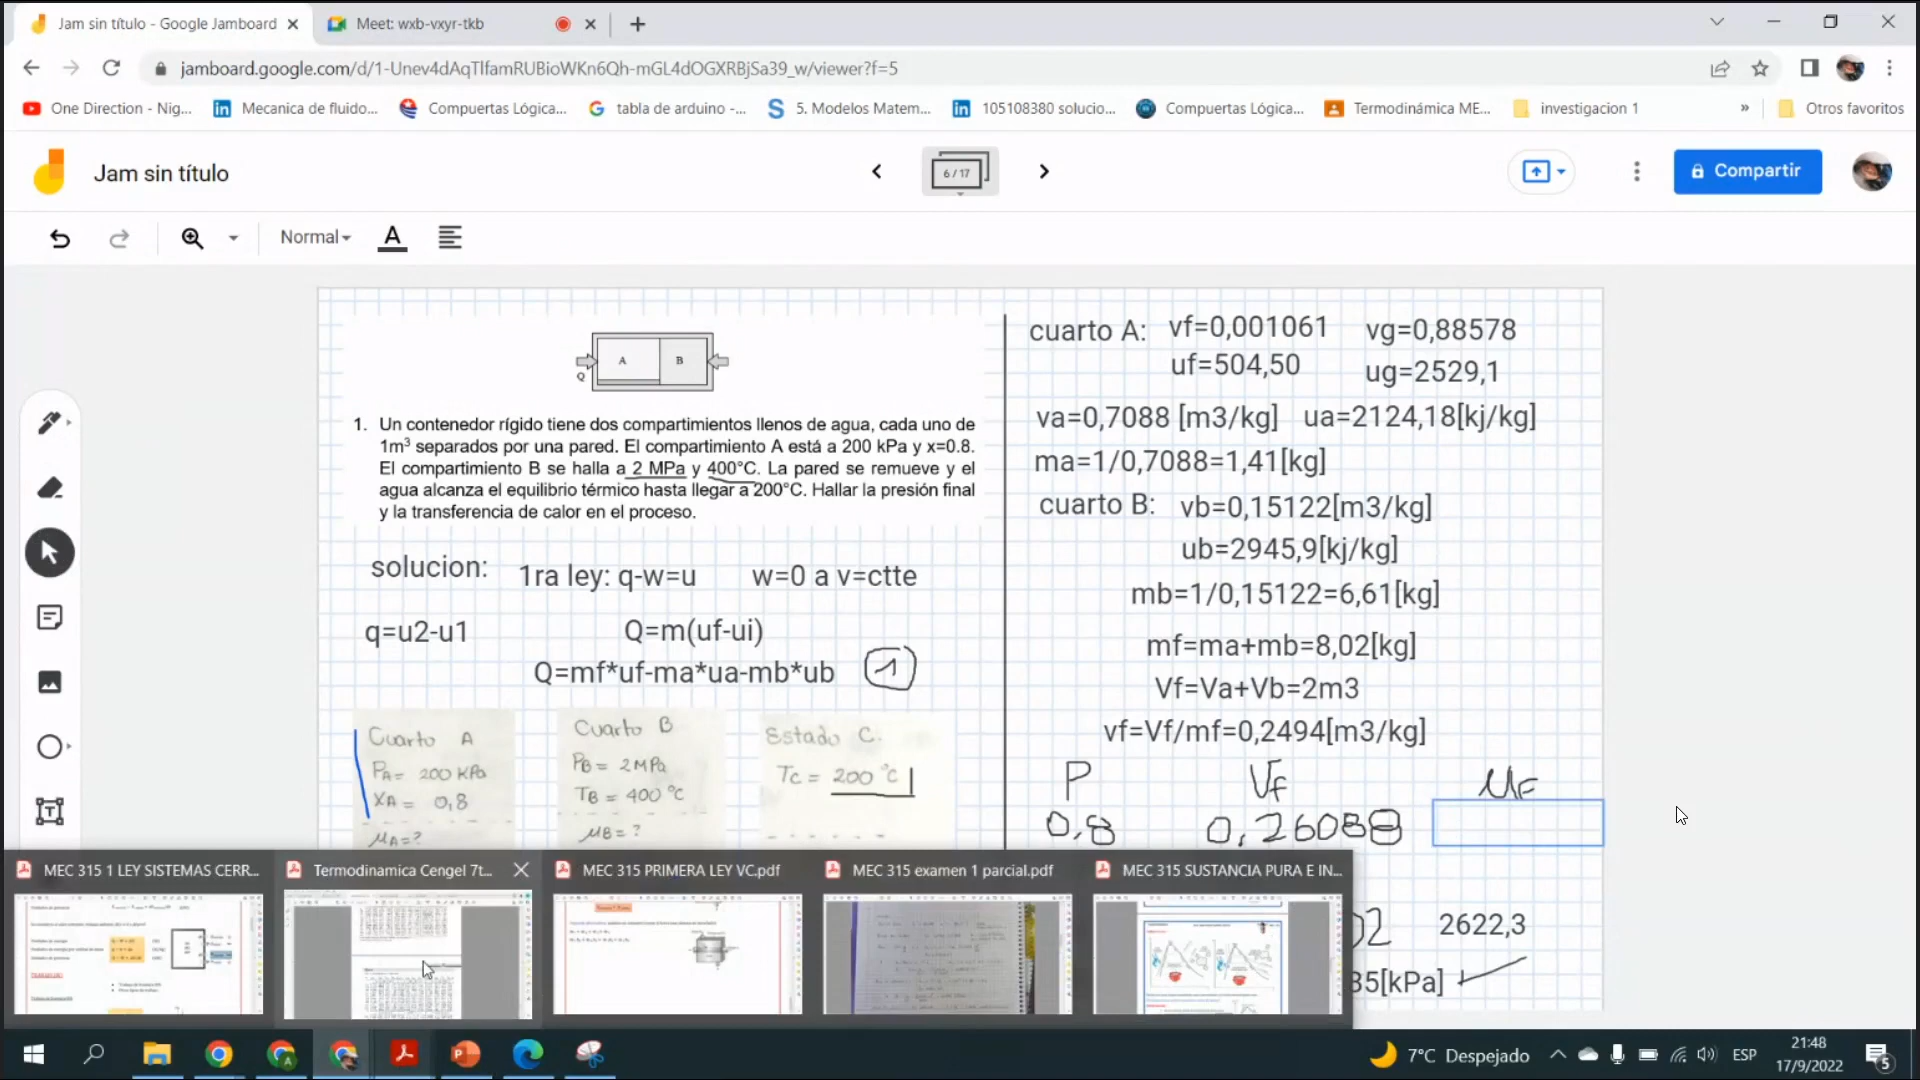 Jam sin título - Google Jamboard
Meet: wxb-vxyr-tkb
jamboard.google.com/d/1-Unev4dAqTlfamRUBioWKn6Qh-mGL4dOGXRBjSa39_w/viewer?f=5
One Direction - Nig...
Mecanica de fluido...
Compuertas Lógica...
tabla de arduino -...
5. Modelos Matem...
105108380 solucio...
Compuertas Lógica...
Termodinámica ME...
investigacion 1
»
Otros favoritos
Jam sin título
6 / 17
Compartir
Normal
A
A B
Q
1. Un contenedor rígido tiene dos compartimientos llenos de agua, cada uno de
1m³ separados por una pared. El compartimiento A está a 200 kPa y x=0.8.
El compartimiento B se halla a 2 MPa y 400°C. La pared se remueve y el
agua alcanza el equilibrio térmico hasta llegar a 200°C. Hallar la presión final
y la transferencia de calor en el proceso.
solucion: 1ra ley: q-w=u w=0 a v=ctte
q=u2-u1 Q=m(uf-ui)
Q=mf*uf-ma*ua-mb*ub 1
Cuarto A
PA= 200 KPa
XA= 0,8
μA=?
Cuarto B
PB= 2MPa
TB= 400 °C
μB= ?
Estado C.
TC = 200 °C
cuarto A: vf=0,001061 vg=0,88578
uf=504,50 ug=2529,1
va=0,7088 [m3/kg] ua=2124,18[kj/kg]
ma=1/0,7088=1,41[kg]
cuarto B: vb=0,15122[m3/kg]
ub=2945,9[kj/kg]
mb=1/0,15122=6,61[kg]
mf=ma+mb=8,02[kg]
Vf=Va+Vb=2m3
vf=Vf/mf=0,2494[m3/kg]
P Vf μF
0,8 0,26088
2622,3
35[kPa]
MEC 315 1 LEY SISTEMAS CERR...
Termodinamica Cengel 7t...
MEC 315 PRIMERA LEY VC.pdf
MEC 315 examen 1 parcial.pdf
MEC 315 SUSTANCIA PURA E IN...
7°C Despejado
ESP
21:48
17/9/2022
5